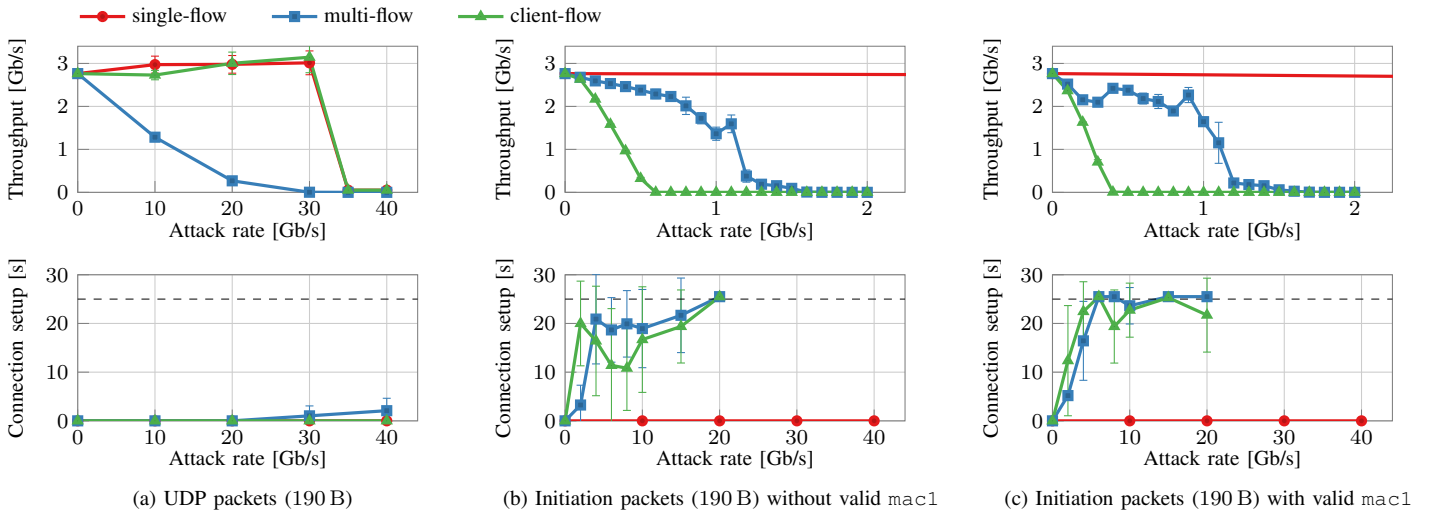 single-flow multi-flow client-flow
Throughput [Gb/s]
3
2
1
0
0 10 20 30 40
Attack rate [Gb/s]
Throughput [Gb/s]
3
2
1
0
0 1 2
Attack rate [Gb/s]
Throughput [Gb/s]
3
2
1
0
0 1 2
Attack rate [Gb/s]
Connection setup [s]
30
20
10
0
0 10 20 30 40
Attack rate [Gb/s]
Connection setup [s]
30
20
10
0
0 10 20 30 40
Attack rate [Gb/s]
Connection setup [s]
30
20
10
0
0 10 20 30 40
Attack rate [Gb/s]
(a) UDP packets (190 B)
(b) Initiation packets (190 B) without valid mac1
(c) Initiation packets (190 B) with valid mac1